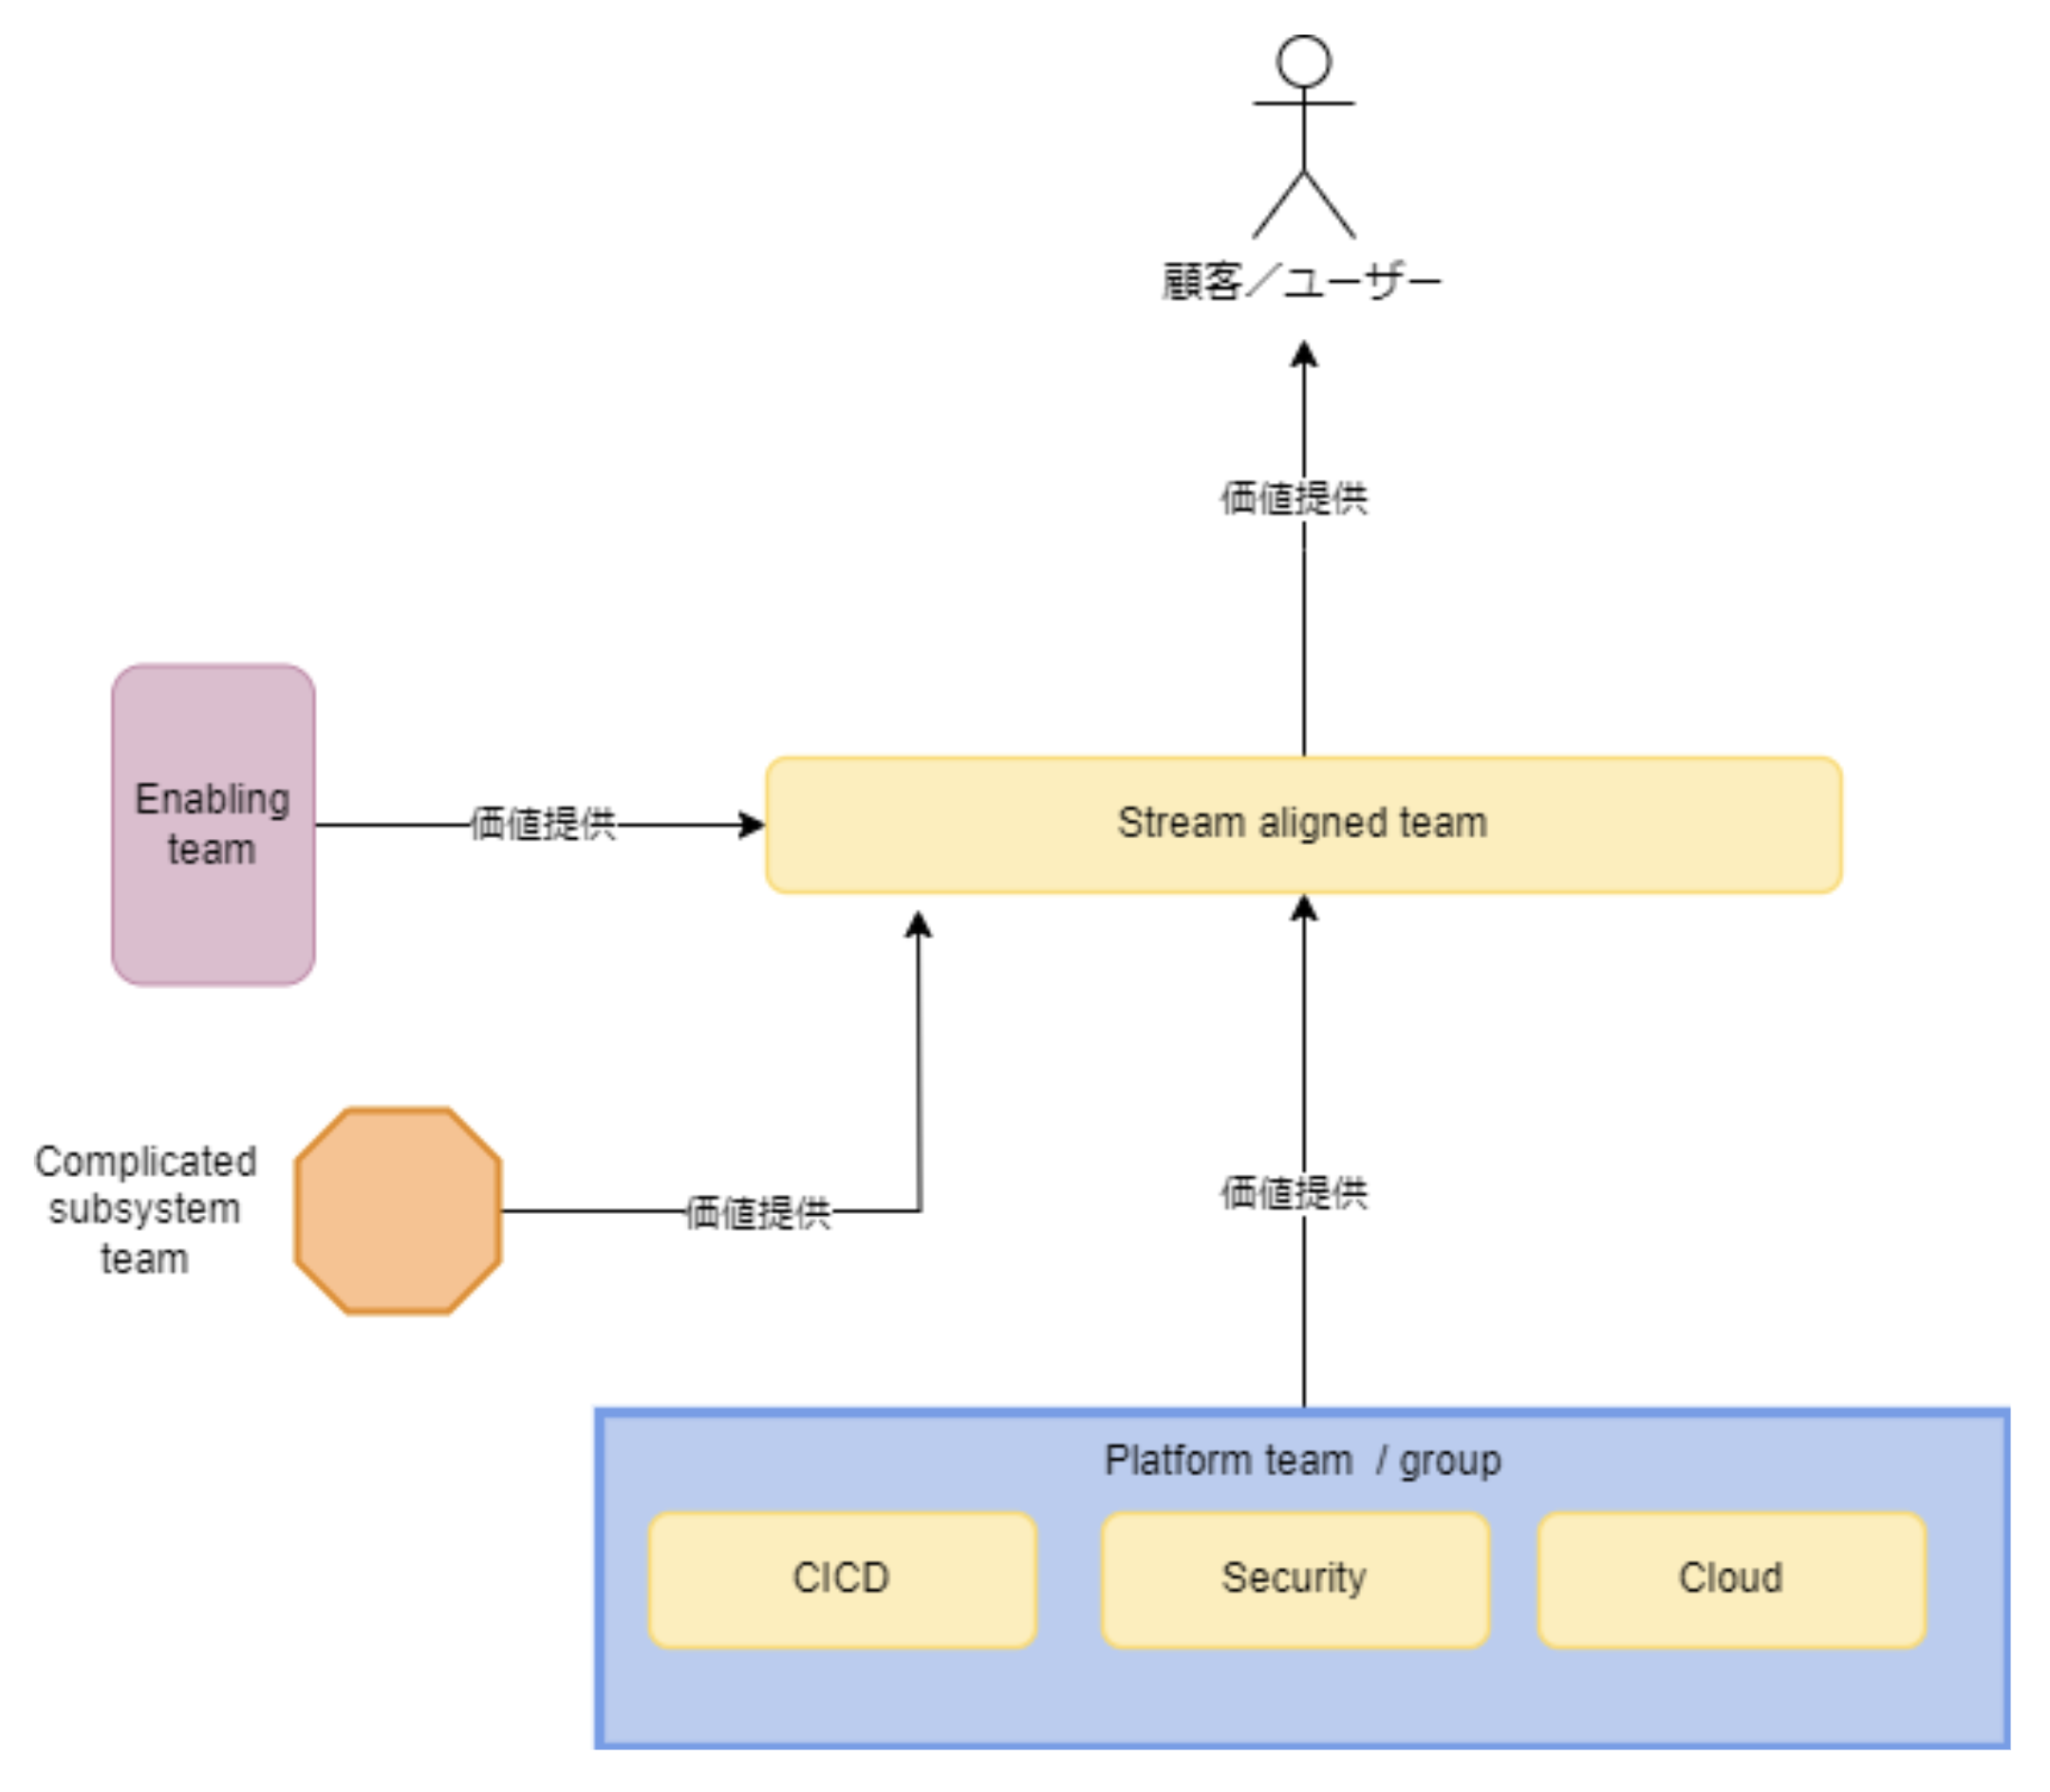 顧客／ユーザー
価値提供
Enabling
team
価値提供
Stream aligned team
Complicated
subsystem
team
価値提供
価値提供
Platform team / group
CICD
Security
Cloud